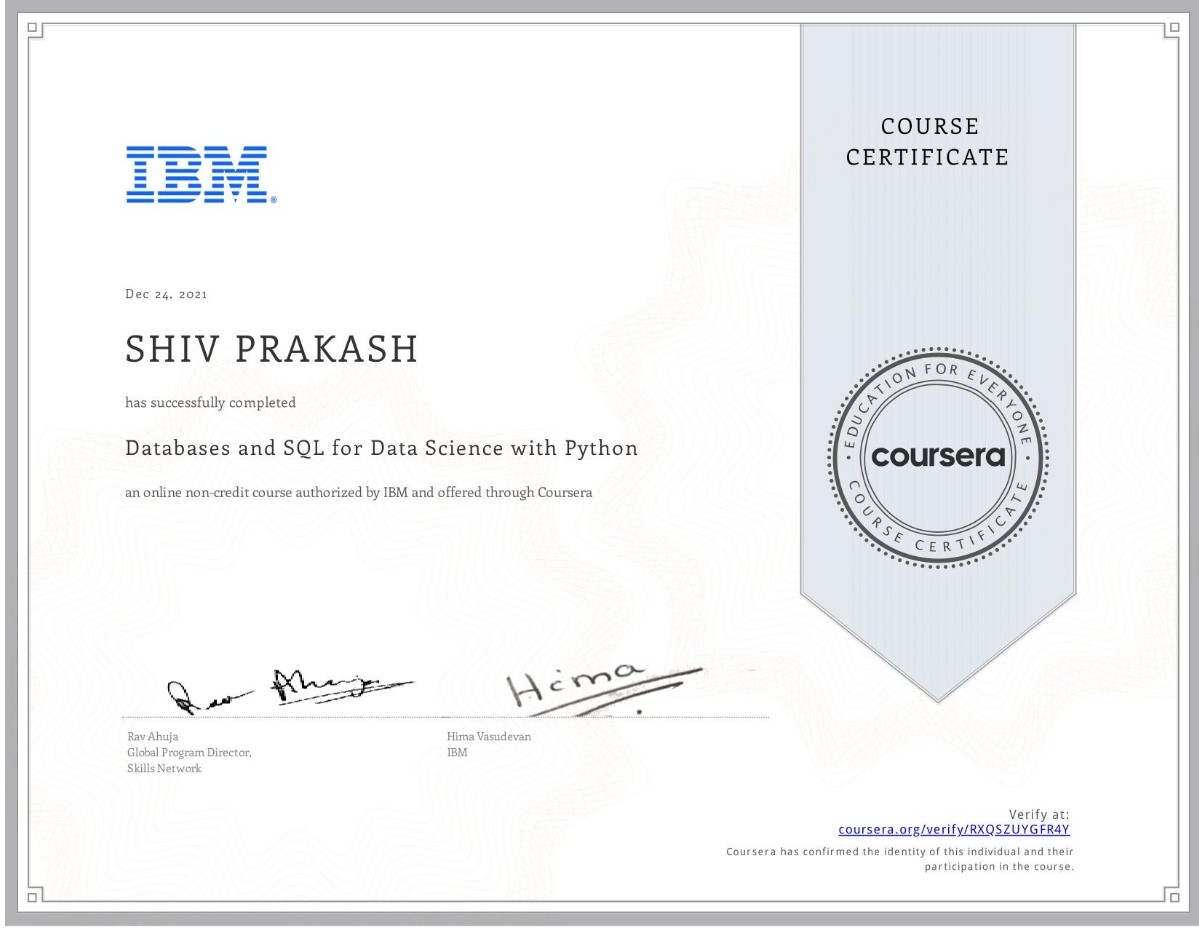 COURSE
CERTIFICATE
IBM®
Dec 24, 2021
SHIV PRAKASH
has successfully completed
Databases and SQL for Data Science with Python
an online non-credit course authorized by IBM and offered through Coursera
EDUCATION FOR EVERYONE
coursera
COURSE CERTIFICATE
Rav Ahuja
Hima
Rav Ahuja
Global Program Director,
Skills Network
Hima Vasudevan
IBM
Verify at:
coursera.org/verify/RXQSZUYGFR4Y
Coursera has confirmed the identity of this individual and their
participation in the course.